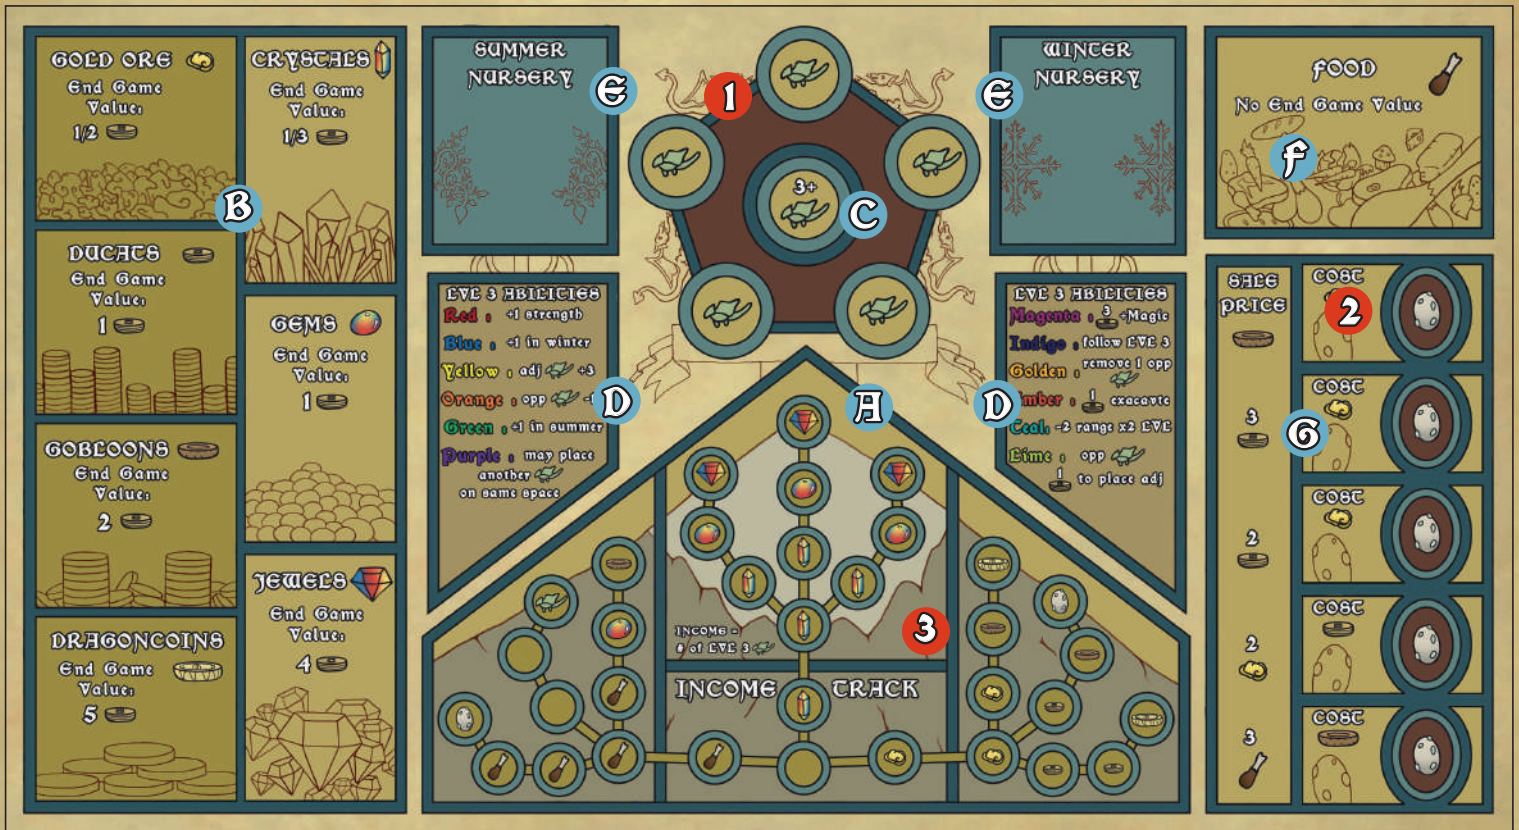 GOLD ORE
End Game
Value:
1/2
CRYSTALS
End Game
Value:
1/3
B
DUCATS
End Game
Value:
1
GEMS
End Game
Value:
1
GOBLOONS
End Game
Value:
2
DRAGONCOINS
End Game
Value:
5
JEWELS
End Game
Value:
4
SUMMER
NURSERY
E
1
3+
C
WINTER
NURSERY
E
LVL 3 ABILITIES
Red : +1 strength
Blue : +1 in winter
Yellow : adj +3
Orange : opp
Green : +1 in summer
Purple : may place
another
on same space
D
A
LVL 3 ABILITIES
Magenta : 3 +Magic
Indigo : follow LVL 3
Golden : remove 1 opp
mber : 1 exacavte
Teal: -2 range x2 LVL
Lime : opp
1 to place adj
D
INCOME =
# of LVL 3
3
INCOME TRACK
FOOD
No End Game Value
F
SALE
PRICE
COST
2
3
COST
G
2
COST
2
COST
3
COST